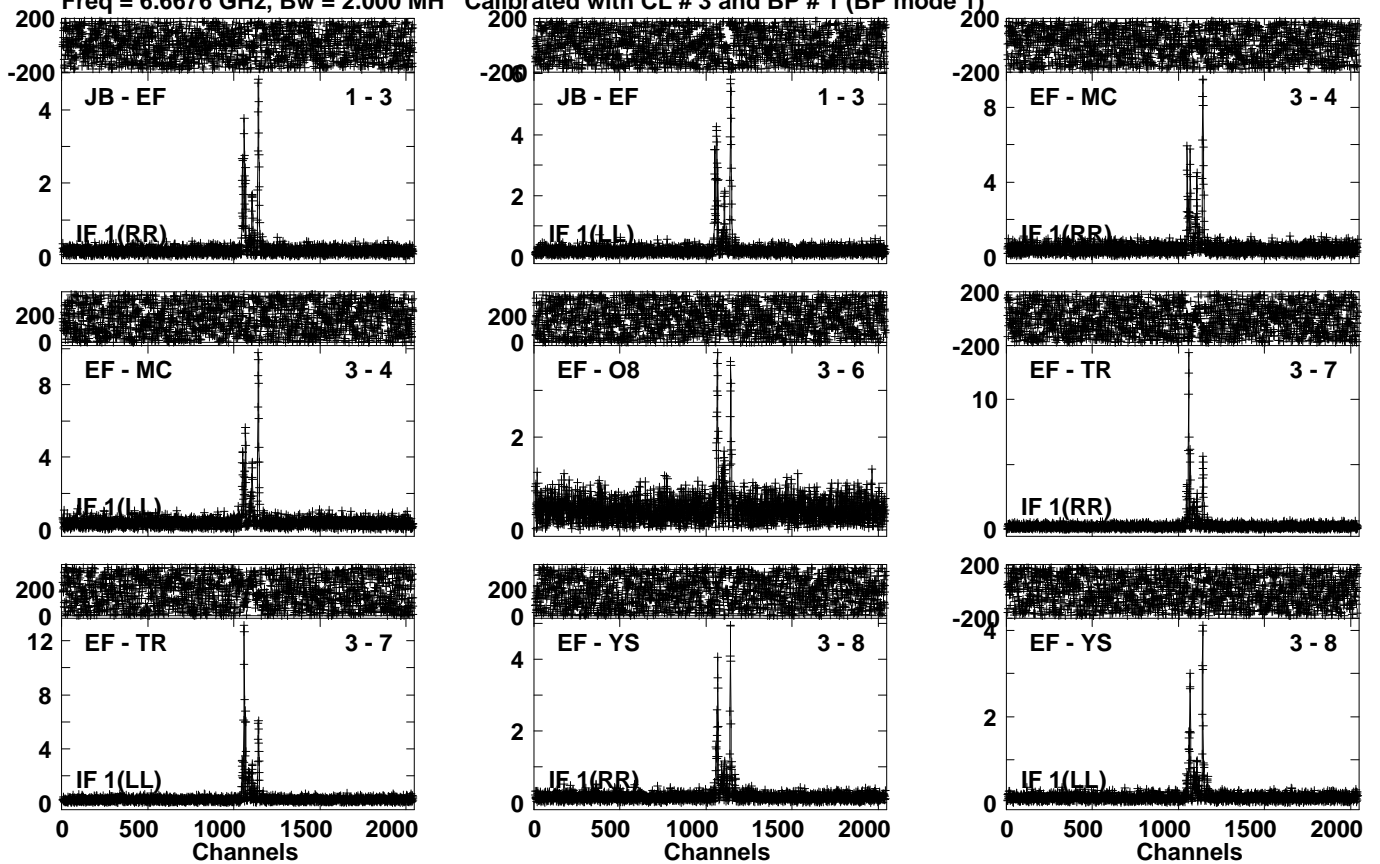 Freq = 6.6676 GHz, Bw = 2.000 MH Calibrated with CL # 3 and BP # 1 (BP mode 1)
200 200 200
-200 -200 -200
JB - EF 1 - 3 JB - EF 1 - 3 EF - MC 3 - 4
4 6 8
2 4 4
0 2 0
0
IF 1(RR) IF 1(LL) IF 1(RR)
200 200 200
0 0 -200
EF - MC 3 - 4 EF - O8 3 - 6 EF - TR 3 - 7
8 2 10
4 0 0
0
IF 1(LL) IF 1(RR)
200 200 200
0 0 -200
EF - TR 3 - 7 EF - YS 3 - 8 EF - YS 3 - 8
12 4 4
8 2 2
4 0 0
0
IF 1(LL) IF 1(RR) IF 1(LL)
0 500 1000 1500 2000 0 500 1000 1500 2000 0 500 1000 1500 2000
Channels Channels Channels